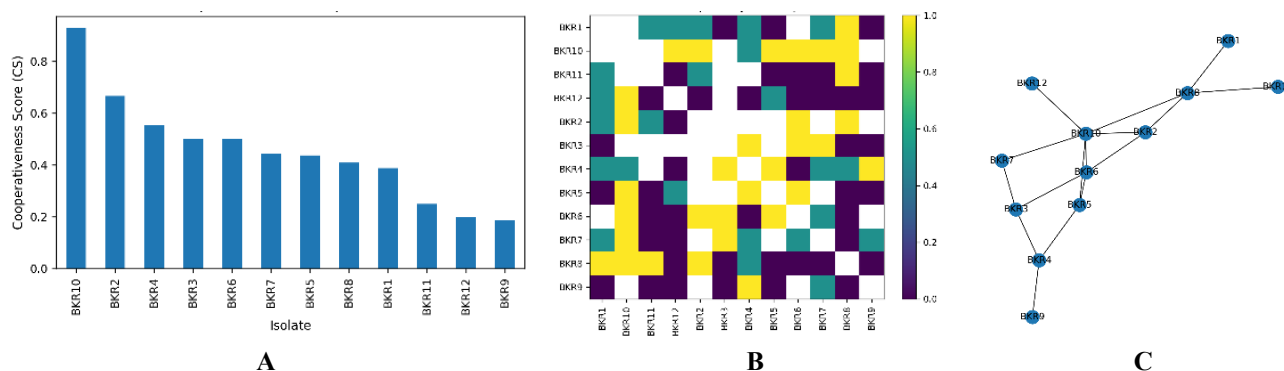 Cooperativeness Score (CS)
0.8
0.6
0.4
0.2
0.0
BKR10
BKR2
BKR4
BKR3
BKR6
BKR7
BKR5
BKR8
BKR1
BKR11
BKR12
BKR9
Isolate
A
BKR1
BKR10
BKR11
BKR12
BKR2
BKR3
BKR4
BKR5
BKR6
BKR7
BKR8
BKR9
BKR1
BKR10
BKR11
BKR12
BKR2
BKR3
BKR4
BKR5
BKR6
BKR7
BKR8
BKR9
1.0
0.8
0.6
0.4
0.2
0.0
B
BKR1
BKR12
BKR8
BKR10
BKR2
BKR7
BKR6
BKR3
BKR5
BKR4
BKR9
C